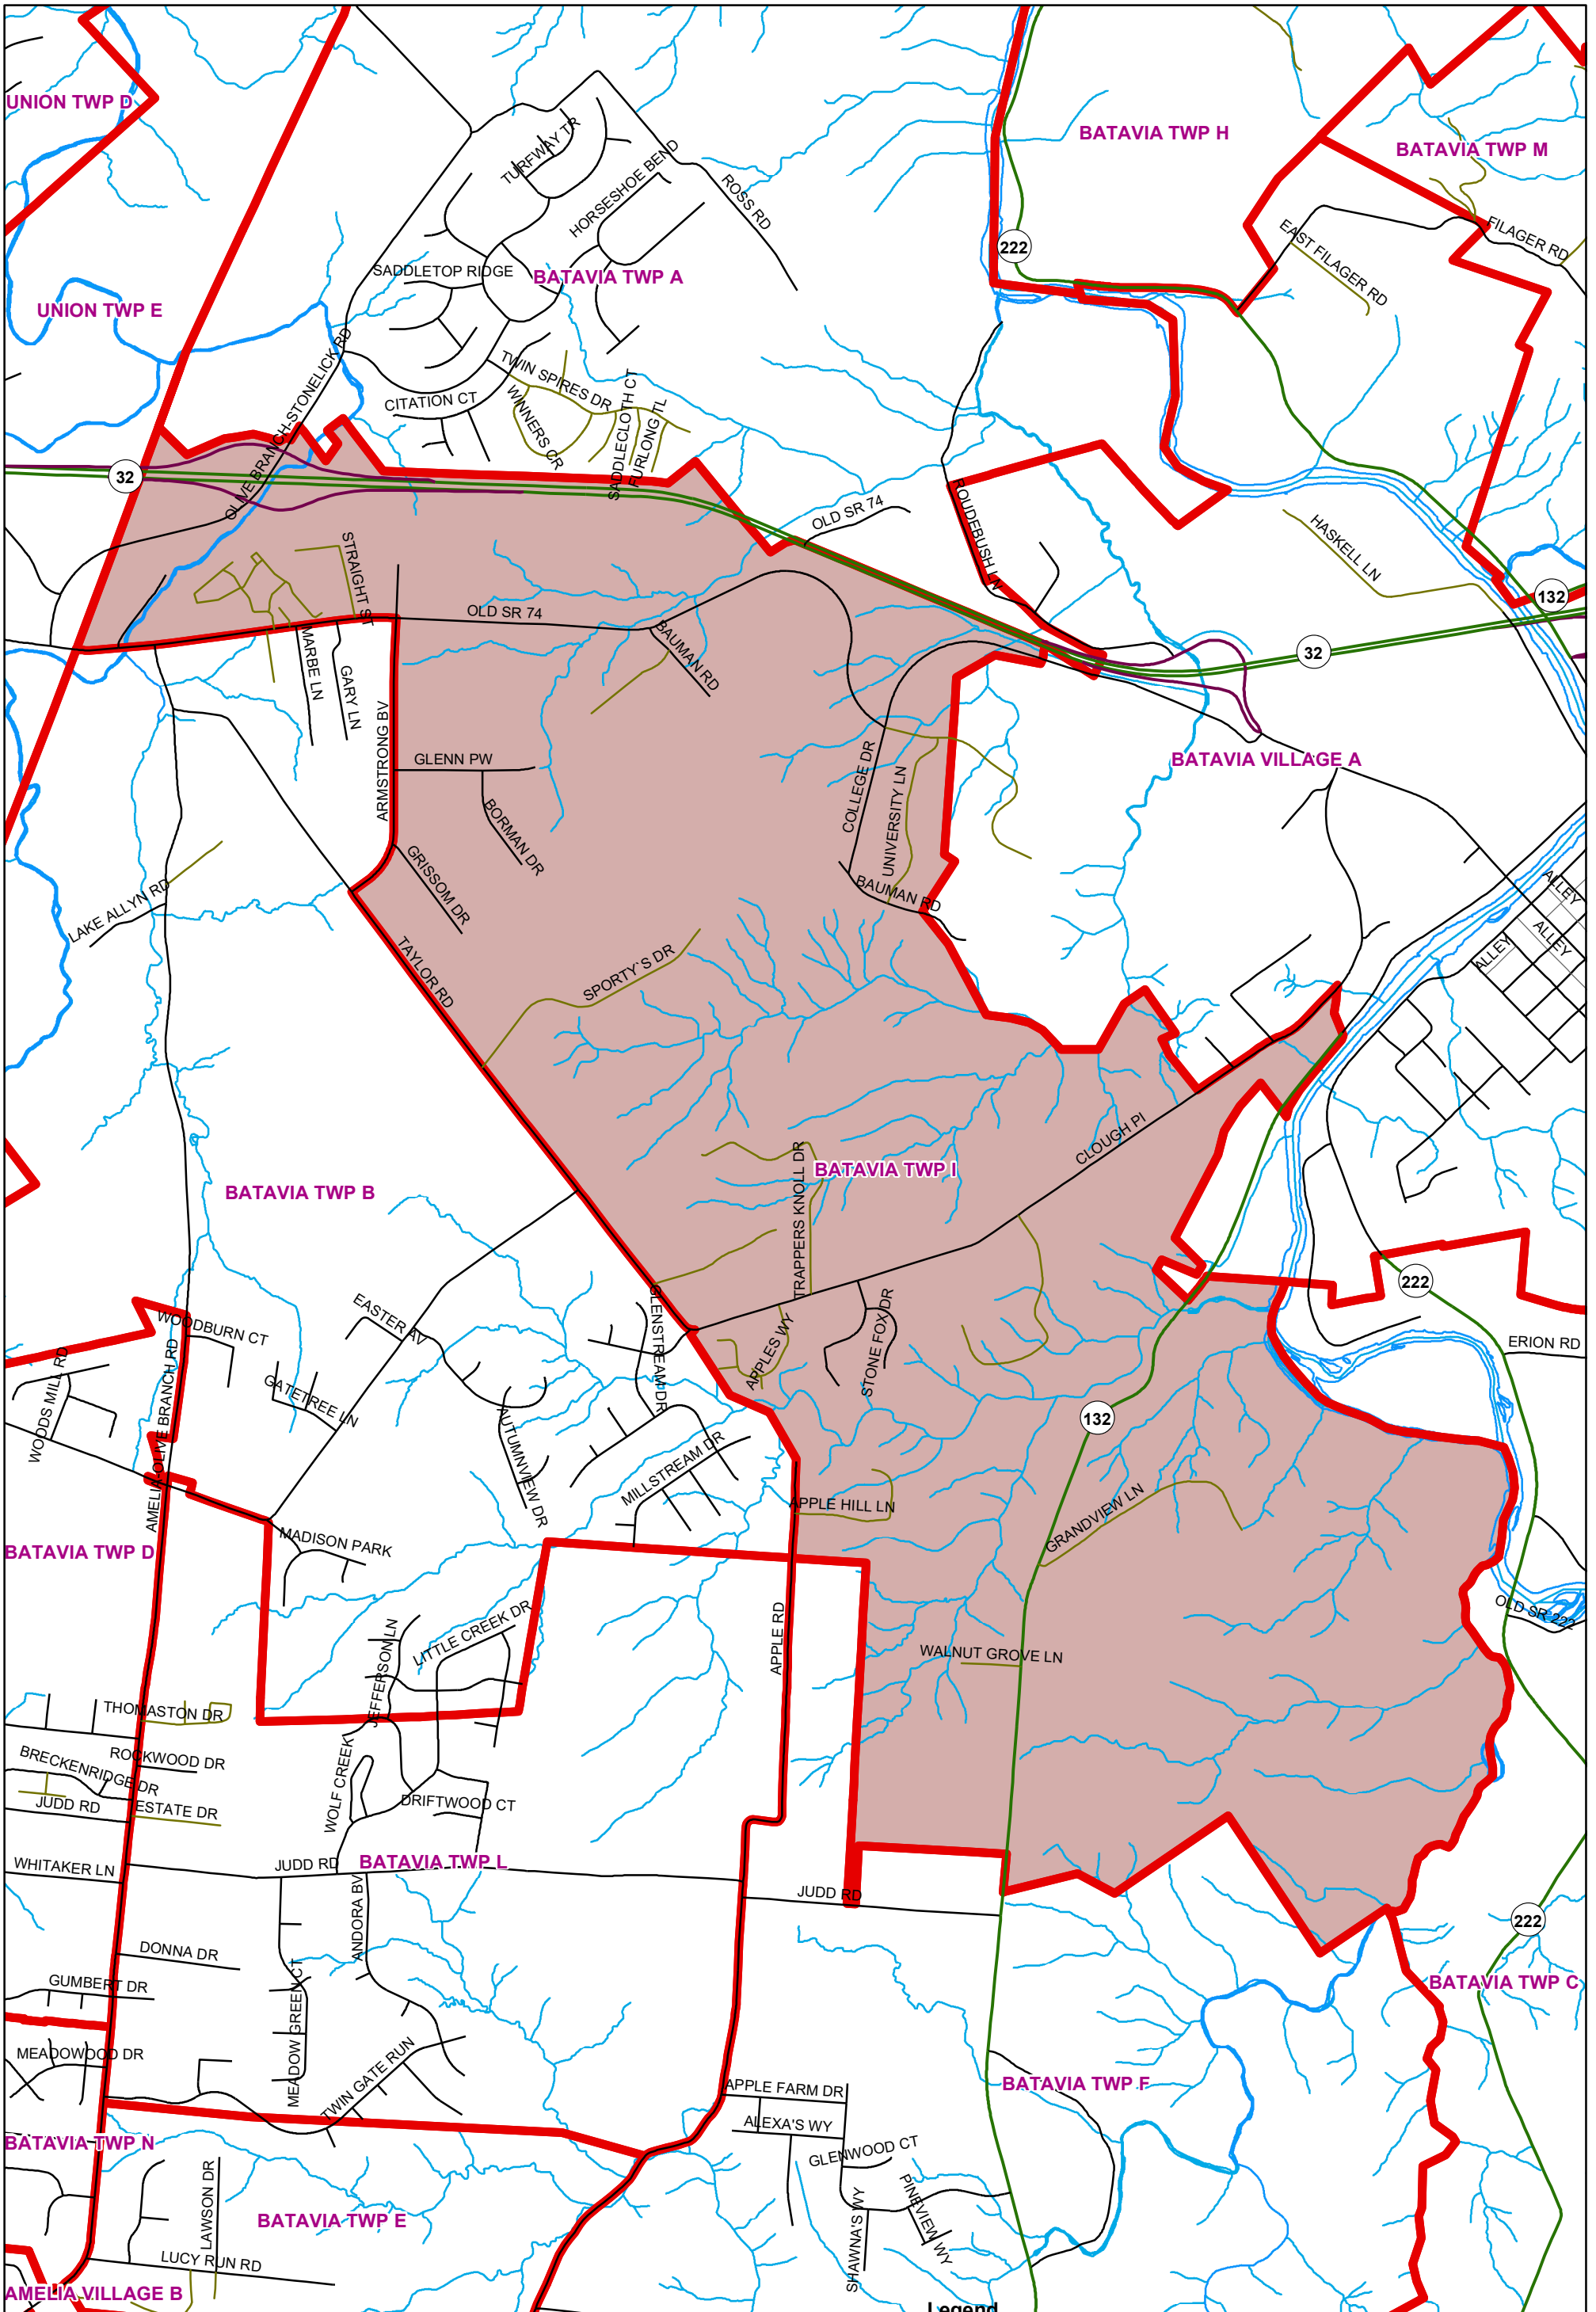 UNION TWP D
BATAVIA TWP H
BATAVIA TWP M
TURFWAY TR
HORSESHOE BEND
ROSS RD
FILAGER RD
EAST FILAGER RD
222
SADDLETOP RIDGE
BATAVIA TWP A
UNION TWP E
OLIVE BRANCH-STONELICK RD
TWIN SPIRES DR
CITATION CT
WINNERS CR
SADDLECLOTH CT
FURLONG TL
32
OLD SR 74
ROUDEBUSH LN
HASKELL LN
132
STRAIGHT ST
OLD SR 74
BAUMAN RD
32
MARBE LN
GARY LN
ARMSTRONG BV
GLENN PW
BORMAN DR
COLLEGE DR
UNIVERSITY LN
BATAVIA VILLAGE A
GRISSOM DR
BAUMAN RD
LAKE ALLYN RD
ALLEY
ALLEY
ALLEY
TAYLOR RD
SPORTY`S DR
CLOUGH PI
TRAPPERS KNOLL DR
BATAVIA TWP I
BATAVIA TWP B
222
ERION RD
WOODBURN CT
EASTER AV
GLENSTREAM DR
APPLES WY
STONE FOX DR
WOODS MILL RD
AMELIA-OLIVE BRANCH RD
GATETREE LN
AUTUMNVIEW DR
132
MILLSTREAM DR
APPLE HILL LN
GRANDVIEW LN
MADISON PARK
BATAVIA TWP D
OLD SR 222
JEFFERSON LN
LITTLE CREEK DR
APPLE RD
WALNUT GROVE LN
THOMASTON DR
ROCKWOOD DR
BRECKENRIDGE DR
WOLF CREEK
DRIFTWOOD CT
JUDD RD
ESTATE DR
WHITAKER LN
JUDD RD
BATAVIA TWP L
JUDD RD
ANDORA BV
222
DONNA DR
GUMBERT DR
MEADOW GREEN CT
BATAVIA TWP C
MEADOWOOD DR
TWIN GATE RUN
APPLE FARM DR
BATAVIA TWP F
ALEXA'S WY
BATAVIA TWP N
GLENWOOD CT
LAWSON DR
PINEVIEW WY
SHAWNA'S WY
BATAVIA TWP E
LUCY RUN RD
AMELIA VILLAGE B
Legend